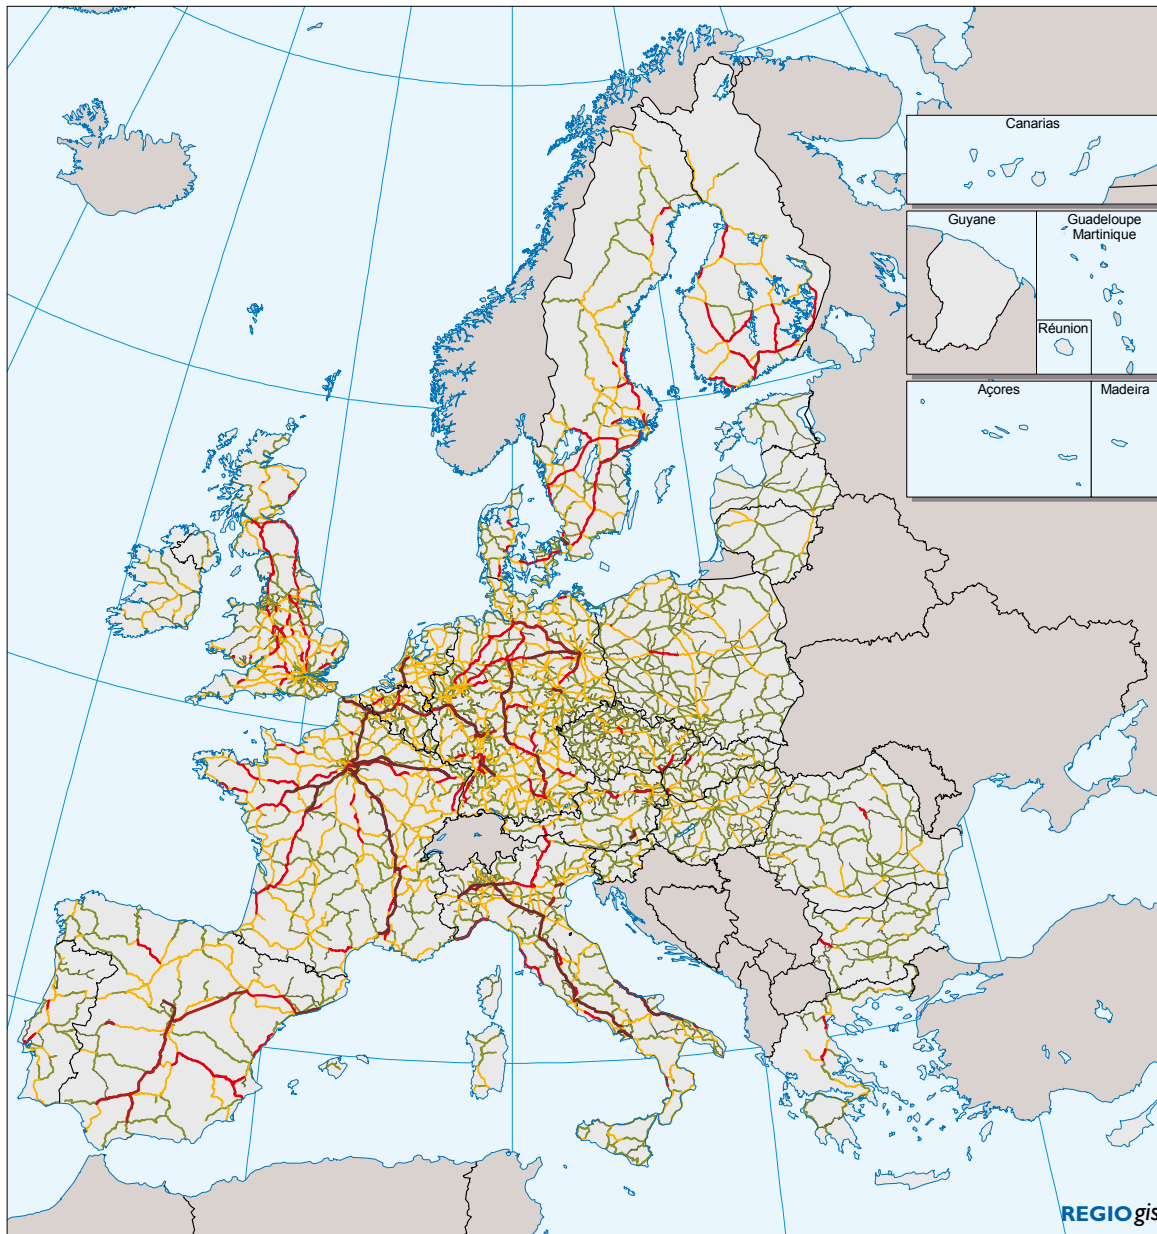 Canarias
Guyane
Guadeloupe
Martinique
Réunion
Açores
Madeira
REGIOgis